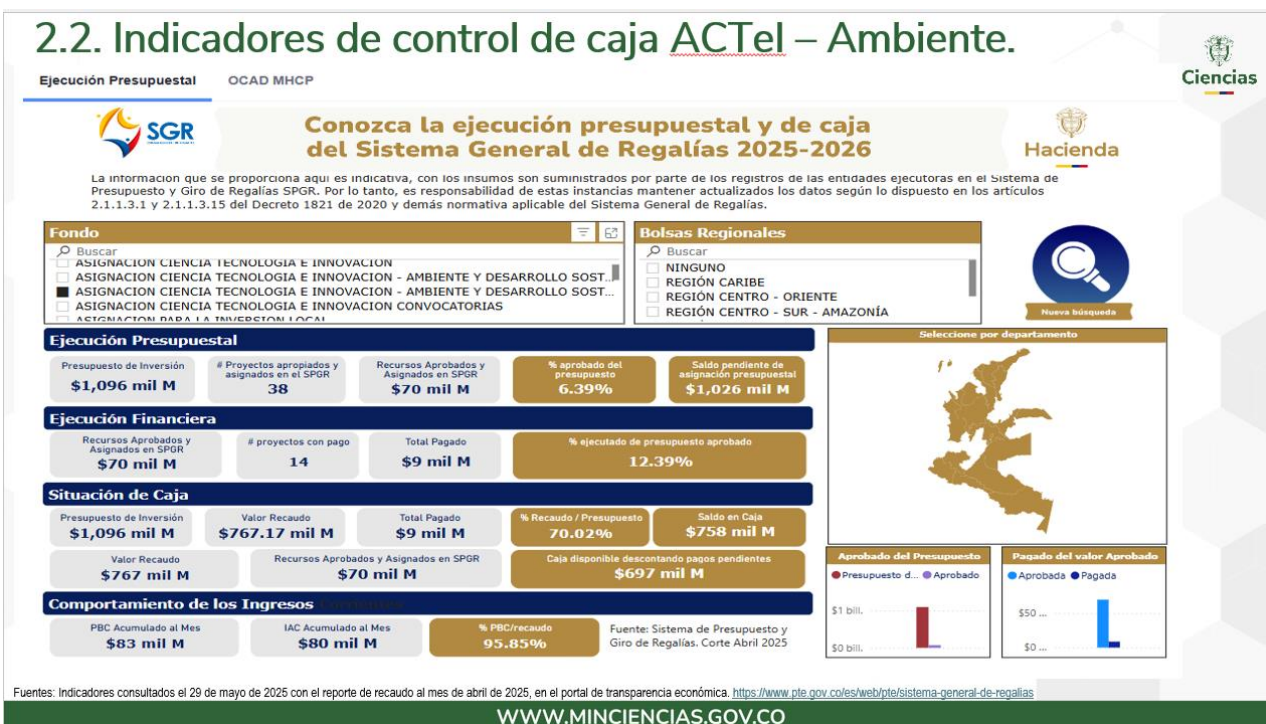 2.2. Indicadores de control de caja ACTeI – Ambiente.
Ciencias
Ejecución Presupuestal
OCAD MHCP
SGR
Conozca la ejecución presupuestal y de caja
del Sistema General de Regalías 2025-2026
Hacienda
La información que se proporciona aquí es indicativa, con los insumos son suministrados por parte de los registros de las entidades ejecutoras en el Sistema de
Presupuesto y Giro de Regalías SPGR. Por lo tanto, es responsabilidad de estas instancias mantener actualizados los datos según lo dispuesto en los artículos
2.1.1.3.1 y 2.1.1.3.15 del Decreto 1821 de 2020 y demás normativa aplicable del Sistema General de Regalías.
Fondo
Buscar
ASIGNACION CIENCIA TECNOLOGIA E INNOVACION
ASIGNACION CIENCIA TECNOLOGIA E INNOVACION - AMBIENTE Y DESARROLLO SOST...
ASIGNACION CIENCIA TECNOLOGIA E INNOVACION - AMBIENTE Y DESARROLLO SOST...
ASIGNACION CIENCIA TECNOLOGIA E INNOVACION CONVOCATORIAS
ASIGNACION PARA LA INVERSION LOCAL
Bolsas Regionales
Buscar
NINGUNO
REGIÓN CARIBE
REGIÓN CENTRO - ORIENTE
REGIÓN CENTRO - SUR - AMAZONÍA
Nueva búsqueda
Ejecución Presupuestal
Presupuesto de Inversión
$1,096 mil M
# Proyectos apropiados y
asignados en el SPGR
38
Recursos Aprobados y
Asignados en SPGR
$70 mil M
% aprobado del
presupuesto
6.39%
Saldo pendiente de
asignación presupuestal
$1,026 mil M
Ejecución Financiera
Recursos Aprobados y
Asignados en SPGR
$70 mil M
# proyectos con pago
14
Total Pagado
$9 mil M
% ejecutado de presupuesto aprobado
12.39%
Situación de Caja
Presupuesto de Inversión
$1,096 mil M
Valor Recaudo
$767.17 mil M
Total Pagado
$9 mil M
% Recaudo / Presupuesto
70.02%
Saldo en Caja
$758 mil M
Valor Recaudo
$767 mil M
Recursos Aprobados y Asignados en SPGR
$70 mil M
Caja disponible descontando pagos pendientes
$697 mil M
Comportamiento de los Ingresos Corrientes
PBC Acumulado al Mes
$83 mil M
IAC Acumulado al Mes
$80 mil M
% PBC/recaudo
95.85%
Fuente: Sistema de Presupuesto y
Giro de Regalías. Corte Abril 2025
Seleccione por departamento
Aprobado del Presupuesto
Presupuesto d... Aprobado
$1 bill.
$0 bill.
Pagado del valor Aprobado
Aprobada Pagada
$50 ...
$0 ...
Fuentes: Indicadores consultados el 29 de mayo de 2025 con el reporte de recaudo al mes de abril de 2025, en el portal de transparencia económica. https://www.pte.gov.co/es/web/pte/sistema-general-de-regalias
WWW.MINCIENCIAS.GOV.CO